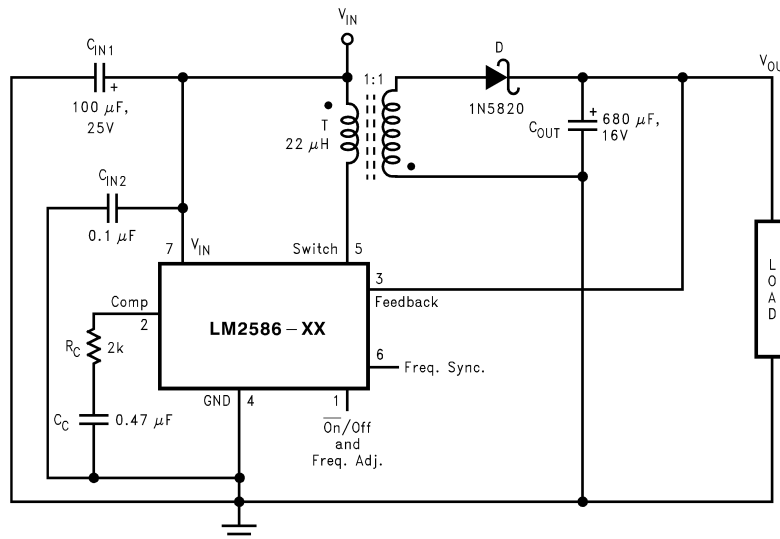 V_IN
C_IN1
+
100 μF,
25V
1:1
T
22 μH
D
1N5820
V_OU
C_OUT
+
680 μF,
16V
C_IN2
0.1 μF
7
V_IN
Switch
5
3
Feedback
Comp
2
LM2586-XX
6
Freq. Sync.
R_C
2k
GND
4
1
O̅n̅/Off
and
Freq. Adj.
C_C
0.47 μF
LOAD